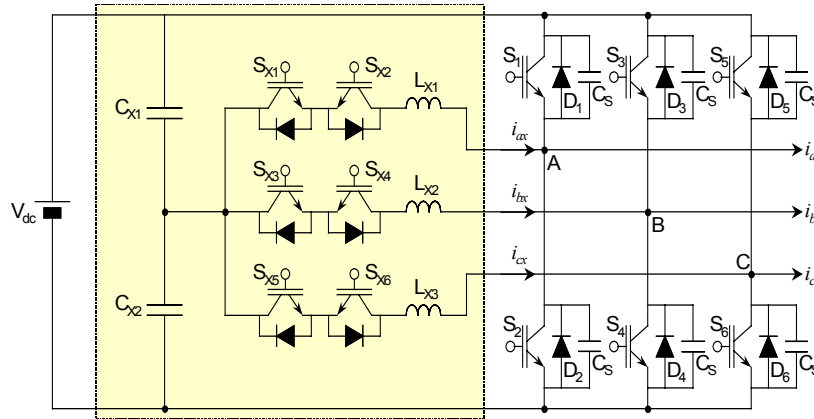 S1 S3 S5
SX1 SX2 LX1
D1 CS D3 CS D5 CS
CX1
iax
A
ia
SX3 SX4 LX2
Vdc
ibx
B
ib
SX5 SX6 LX3
icx
C
CX2
S2 S4 S6
D2 CS D4 CS D6 CS